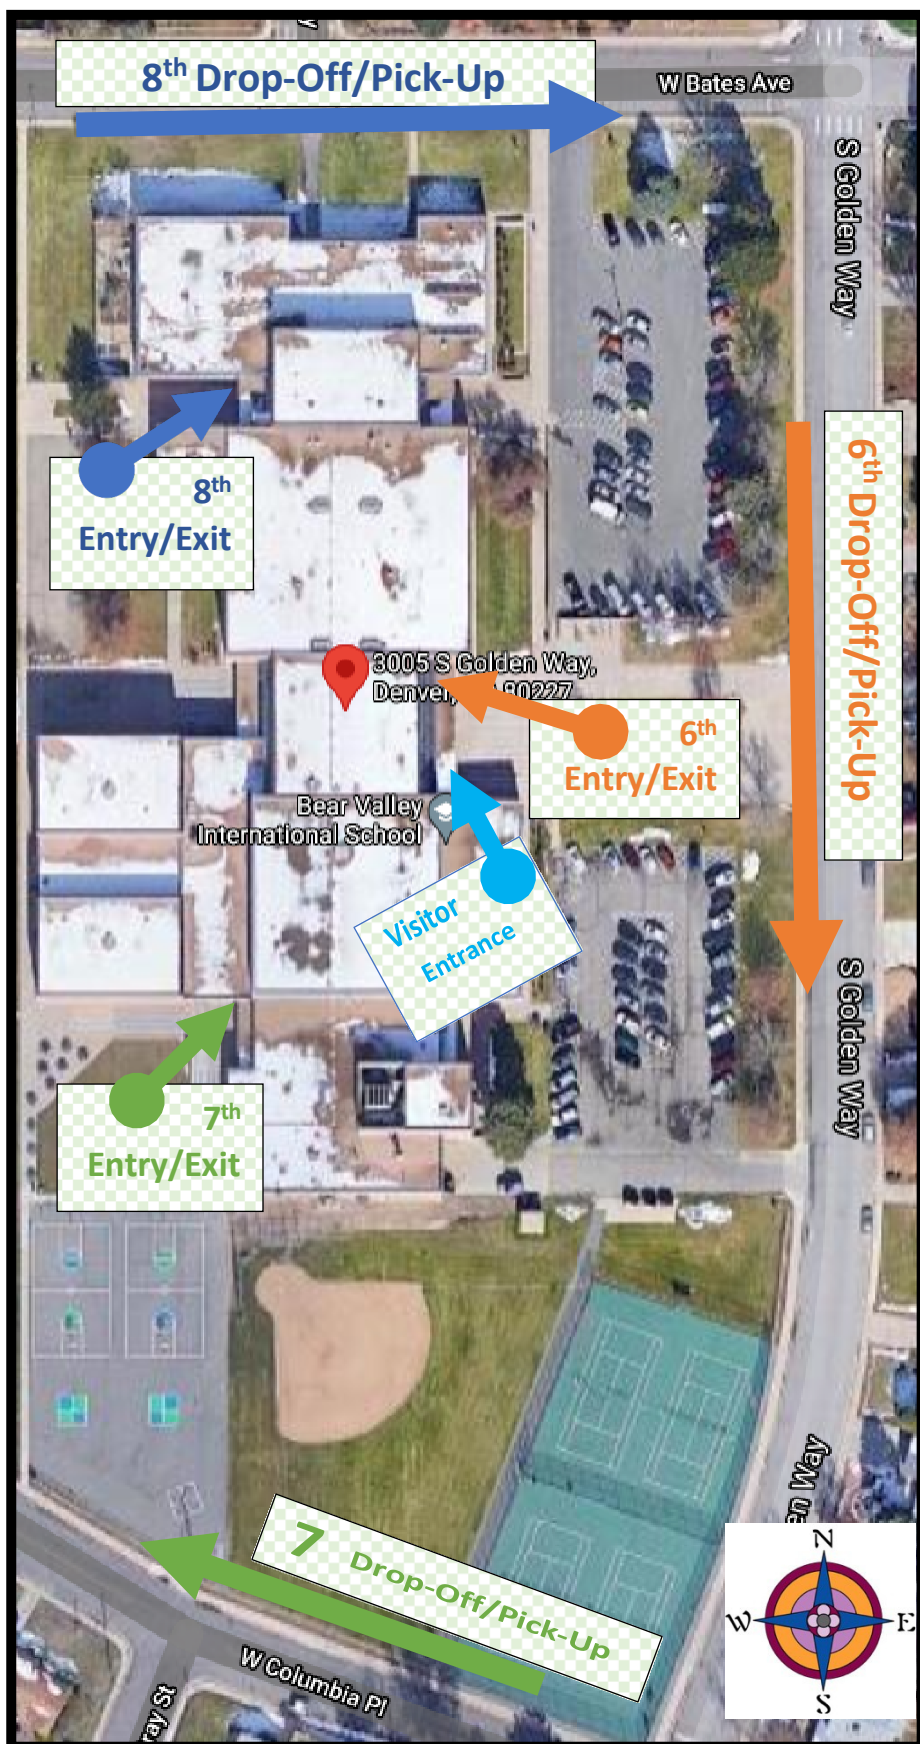 y
8th Drop-Off/Pick-Up
W Bates Ave
S Golden Way
8th
Entry/Exit
6th Drop-Off/Pick-Up
3005 S Golden Way,
Denver, 80227
6th
Entry/Exit
Bear Valley
International School
Visitor
Entrance
S Golden Way
7th
Entry/Exit
en Way
7 Drop-Off/Pick-Up
W Columbia Pl
ray St
N
W
E
S